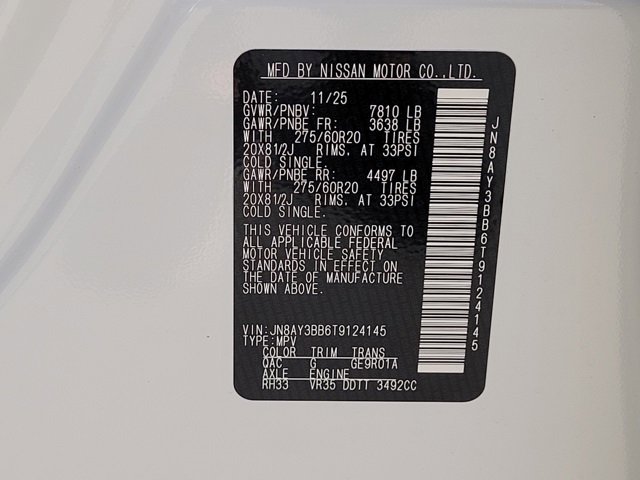 MFD BY NISSAN MOTOR CO.,LTD.
DATE: 11/25
GVWR/PNBV: 7810 LB
GAWR/PNBE FR: 3638 LB
WITH 275/60R20 TIRES
20X81/2J RIMS, AT 33PSI
COLD SINGLE.
GAWR/PNBE RR: 4497 LB
WITH 275/60R20 TIRES
20X81/2J RIMS, AT 33PSI
COLD SINGLE.
THIS VEHICLE CONFORMS TO
ALL APPLICABLE FEDERAL
MOTOR VEHICLE SAFETY
STANDARDS IN EFFECT ON
THE DATE OF MANUFACTURE
SHOWN ABOVE.
VIN:JN8AY3BB6T9124145
TYPE:MPV
COLOR TRIM TRANS
QAC G GE9R01A
AXLE ENGINE
RH33 VR35 DDTT 3492CC
JN8AY3BB6T9124145